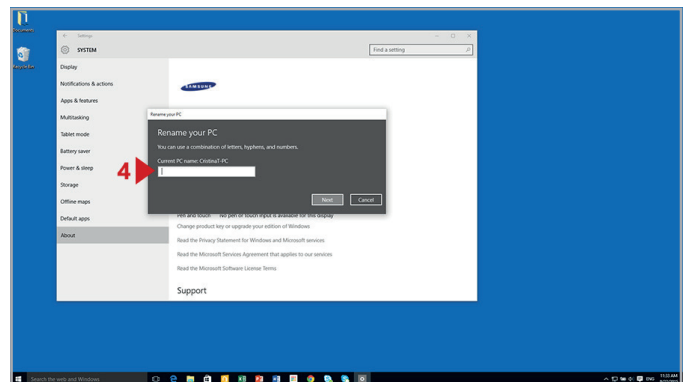 Documents
Recycle Bin
Settings
SYSTEM
Find a setting
Display
Notifications & actions
Apps & features
Multitasking
Tablet mode
Battery saver
Power & sleep
Storage
Offline maps
Default apps
About
SAMSUNG
Rename your PC
Rename your PC
You can use a combination of letters, hyphens, and numbers.
Current PC name: Cristina7-PC
4
Next
Cancel
Pen and touch No pen or touch input is available for this display
Change product key or upgrade your edition of Windows
Read the Privacy Statement for Windows and Microsoft services
Read the Microsoft Services Agreement that applies to our services
Read the Microsoft Software License Terms
Support
Search the web and Windows
ENG
11:33 AM